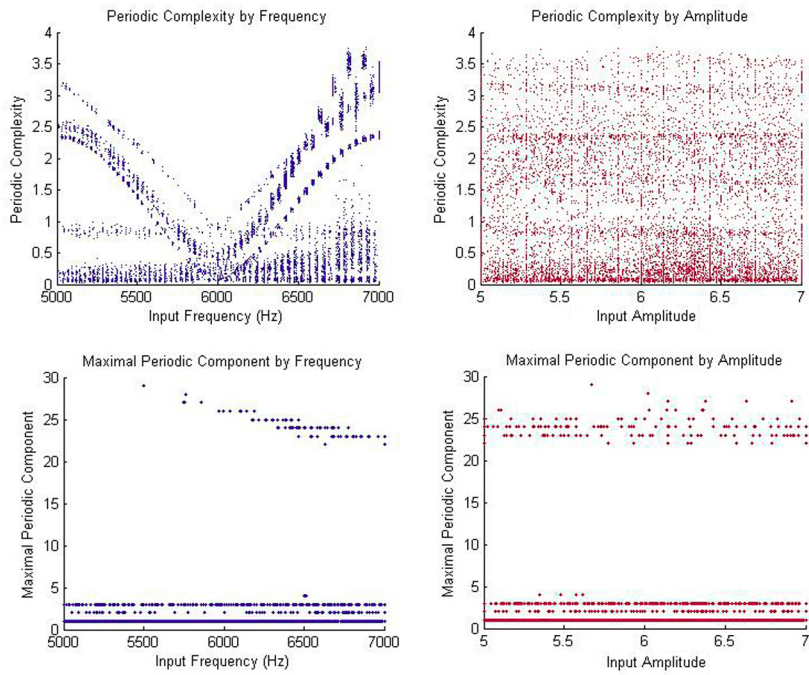 Periodic Complexity by Frequency
4
3.5
3
2.5
2
1.5
1
0.5
0
Periodic Complexity
5000 5500 6000 6500 7000
Input Frequency (Hz)
Periodic Complexity by Amplitude
4
3.5
3
2.5
2
1.5
1
0.5
0
Periodic Complexity
5 5.5 6 6.5 7
Input Amplitude
Maximal Periodic Component by Frequency
30
25
20
15
10
5
0
Maximal Periodic Component
5000 5500 6000 6500 7000
Input Frequency (Hz)
Maximal Periodic Component by Amplitude
30
25
20
15
10
5
0
Maximal Periodic Component
5 5.5 6 6.5 7
Input Amplitude